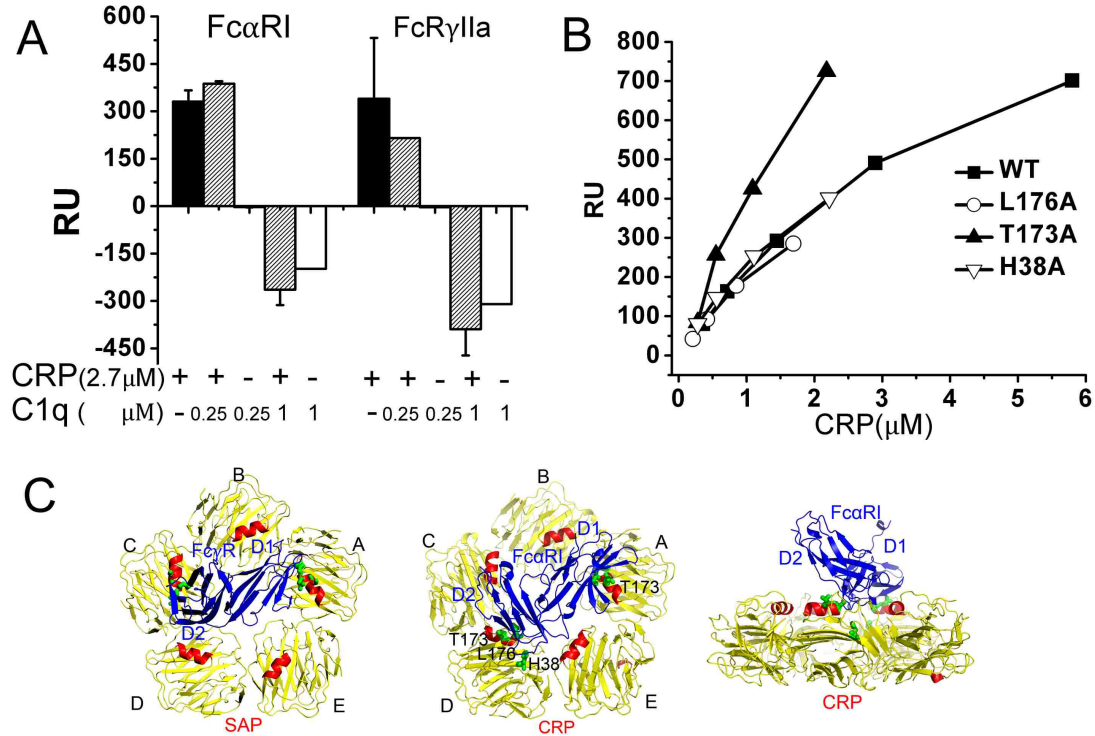 A
FcαRI
FcRγIIa
RU
600
450
300
150
0
-150
-300
-450
CRP(2.7μM) + + - + - + + - + -
C1q ( μM) - 0.25 0.25 1 1 - 0.25 0.25 1 1
B
RU
800
700
600
500
400
300
200
100
0
WT
L176A
T173A
H38A
0 1 2 3 4 5 6
CRP(μM)
C
B
C
FcγR
D1
A
D2
D
E
SAP
B
C
FcαRI
D1
A
T173
D2
T173
L176
H38
D
E
CRP
FcαRI
D2
D1
CRP